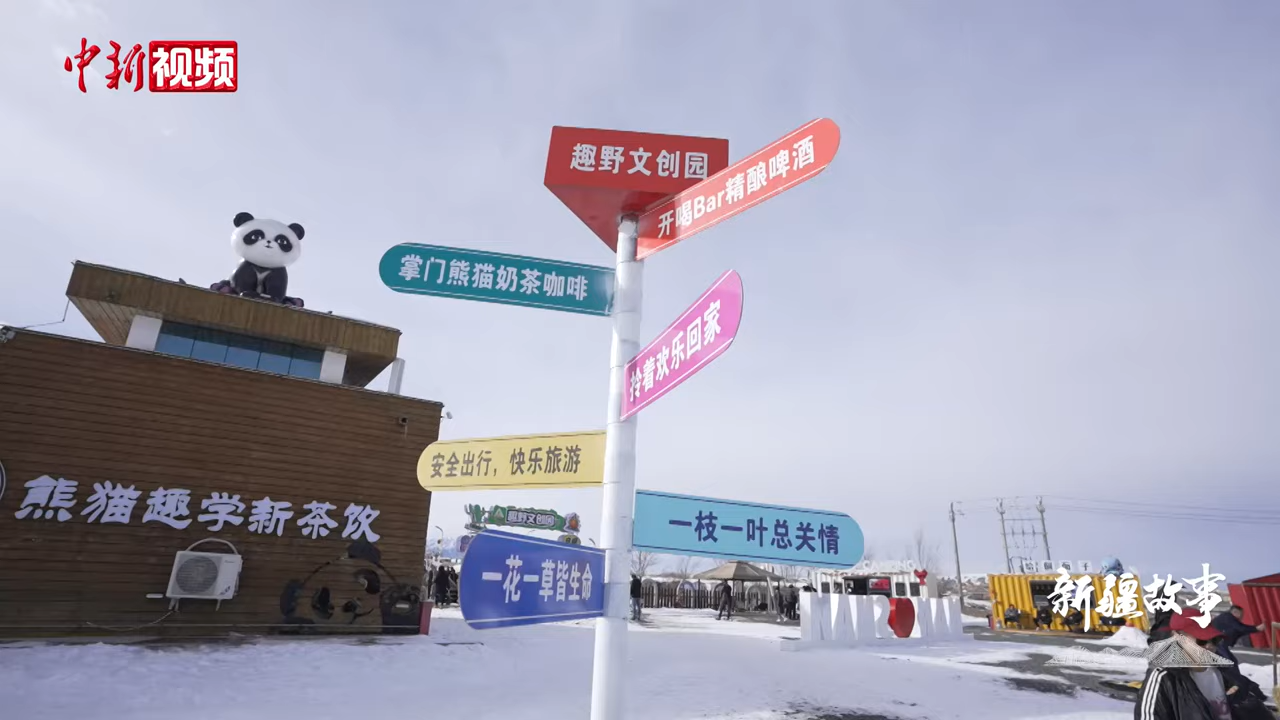 中新视频
趣野文创园
开喝Bar精酿啤酒
掌门熊猫奶茶咖啡
拎着欢乐回家
安全出行，快乐旅游
熊猫趣学新茶饮
一枝一叶总关情
趣野文创园
一花一草皆生命
新疆故事